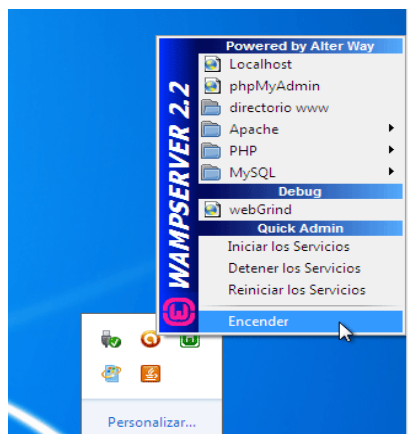 Powered by Alter Way
Localhost
phpMyAdmin
directorio www
Apache
PHP
MySQL
Debug
webGrind
Quick Admin
Iniciar los Servicios
Detener los Servicios
Reiniciar los Servicios
Encender
WAMPSERVER 2.2
Personalizar...